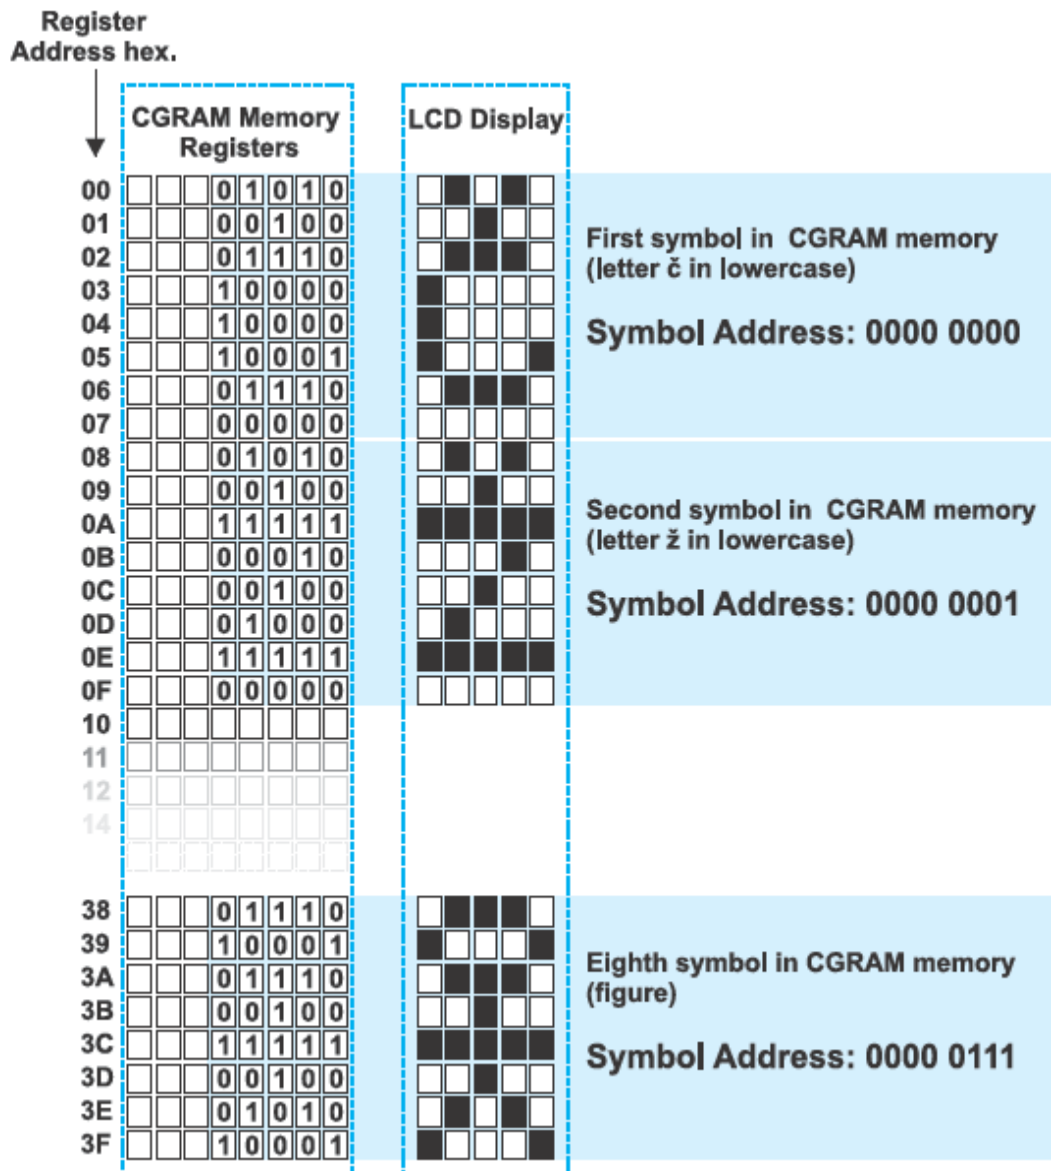 Register
Address hex.
CGRAM Memory
Registers
LCD Display
00 0 1 0 1 0
01 0 0 1 0 0
02 0 1 1 1 0
03 1 0 0 0 0
04 1 0 0 0 0
05 1 0 0 0 1
06 0 1 1 1 0
07 0 0 0 0 0
First symbol in CGRAM memory
(letter č in lowercase)
Symbol Address: 0000 0000
08 0 1 0 1 0
09 0 0 1 0 0
0A 1 1 1 1 1
0B 0 0 0 1 0
0C 0 0 1 0 0
0D 0 1 0 0 0
0E 1 1 1 1 1
0F 0 0 0 0 0
Second symbol in CGRAM memory
(letter ž in lowercase)
Symbol Address: 0000 0001
10
11
12
14
38 0 1 1 1 0
39 1 0 0 0 1
3A 0 1 1 1 0
3B 0 0 1 0 0
3C 1 1 1 1 1
3D 0 0 1 0 0
3E 0 1 0 1 0
3F 1 0 0 0 1
Eighth symbol in CGRAM memory
(figure)
Symbol Address: 0000 0111